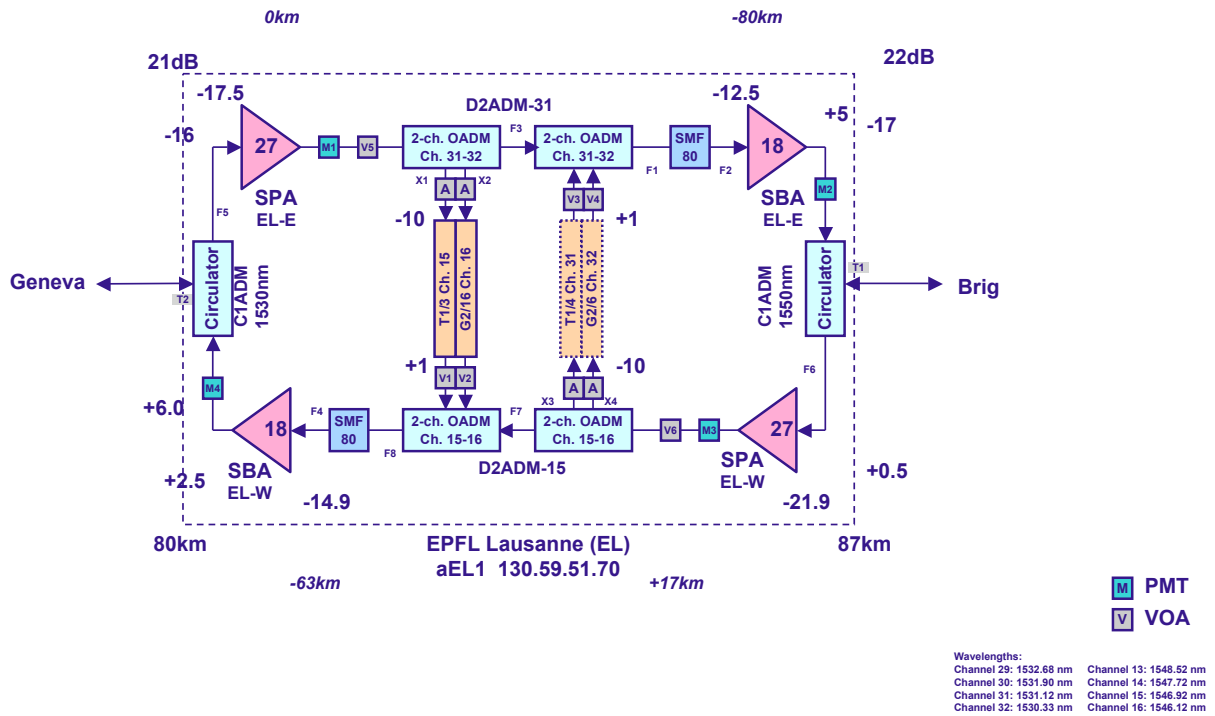 0km
-80km
21dB
22dB
-17.5
D2ADM-31
-12.5
+5
-16
-17
27
M1
V5
2-ch. OADM
Ch. 31-32
F3
2-ch. OADM
Ch. 31-32
F1
SMF
80
F2
18
SPA
EL-E
X1
X2
A
A
V3
V4
SBA
EL-E
M2
F5
-10
+1
Geneva
T2
Circulator
C1ADM
1530nm
T1/3 Ch. 15
G2/16 Ch. 16
T1/4 Ch. 31
G2/6 Ch. 32
C1ADM
1550nm
Circulator
T1
Brig
+1
-10
M4
V1
V2
A
A
F6
X3
X4
+6.0
18
F4
SMF
80
F8
2-ch. OADM
Ch. 15-16
F7
2-ch. OADM
Ch. 15-16
V6
M3
27
SBA
EL-W
D2ADM-15
SPA
EL-W
+2.5
+0.5
-14.9
-21.9
80km
EPFL Lausanne (EL)
87km
aEL1 130.59.51.70
-63km
+17km
M PMT
V VOA
Wavelengths:
Channel 29: 1532.68 nm Channel 13: 1548.52 nm
Channel 30: 1531.90 nm Channel 14: 1547.72 nm
Channel 31: 1531.12 nm Channel 15: 1546.92 nm
Channel 32: 1530.33 nm Channel 16: 1546.12 nm